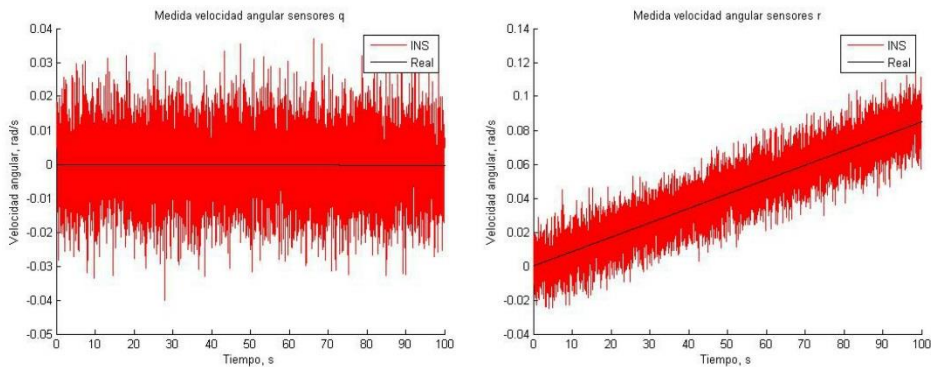 Medida velocidad angular sensores q
0.04
0.03
0.02
0.01
0
-0.01
-0.02
-0.03
-0.04
-0.05
Velocidad angular, rad/s
INS
Real
0 10 20 30 40 50 60 70 80 90 100
Tiempo, s
Medida velocidad angular sensores r
0.14
0.12
0.1
0.08
0.06
0.04
0.02
0
-0.02
-0.04
Velocidad angular, rad/s
INS
Real
0 10 20 30 40 50 60 70 80 90 100
Tiempo, s